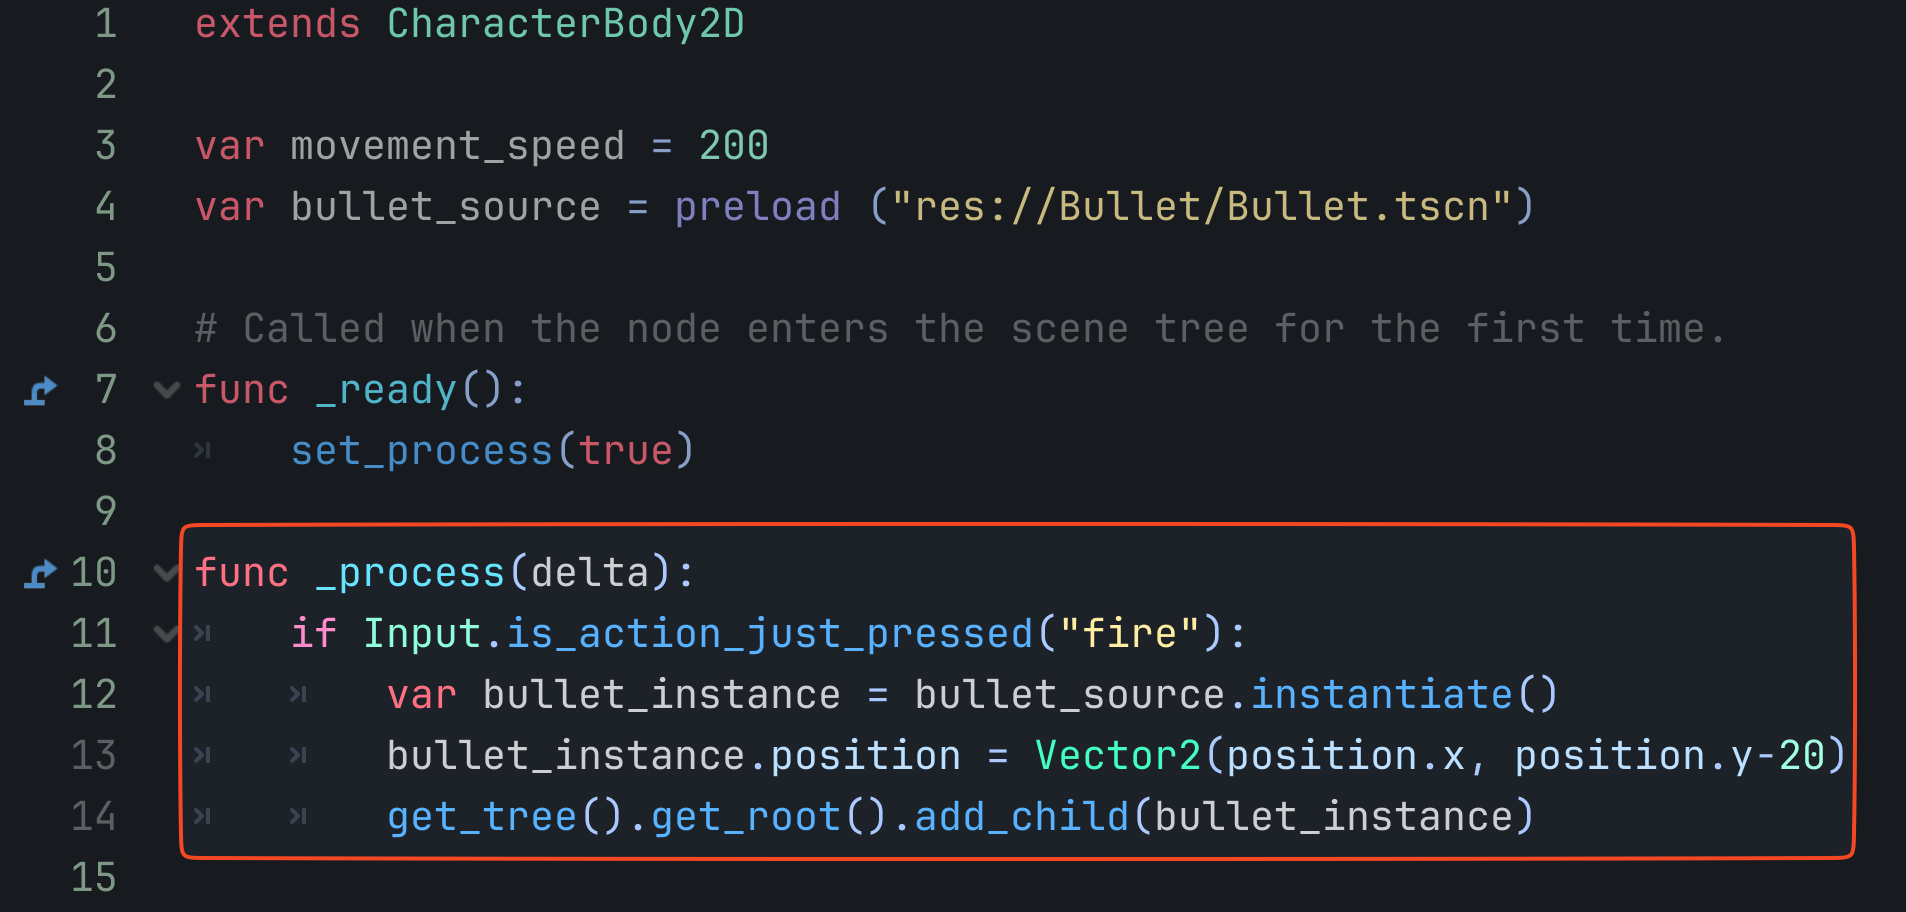 1 extends CharacterBody2D
2
3 var movement_speed = 200
4 var bullet_source = preload ("res://Bullet/Bullet.tscn")
5
6 # Called when the node enters the scene tree for the first time.
7 func _ready():
8 set_process(true)
9
10 func _process(delta):
11 if Input.is_action_just_pressed("fire"):
12 var bullet_instance = bullet_source.instantiate()
13 bullet_instance.position = Vector2(position.x, position.y-20)
14 get_tree().get_root().add_child(bullet_instance)
15